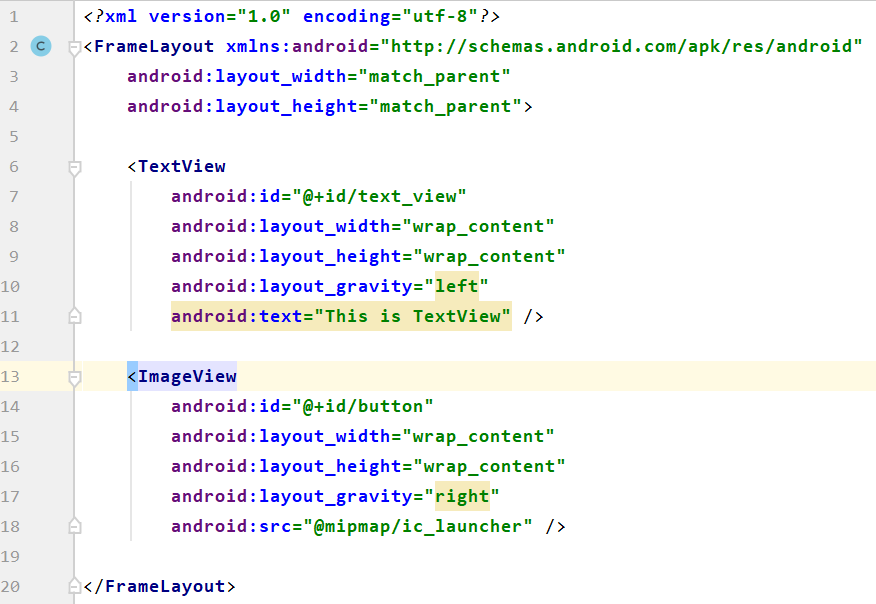 1 <?xml version="1.0" encoding="utf-8"?>
2 C <FrameLayout xmlns:android="http://schemas.android.com/apk/res/android"
3     android:layout_width="match_parent"
4     android:layout_height="match_parent">
5
6     <TextView
7         android:id="@+id/text_view"
8         android:layout_width="wrap_content"
9         android:layout_height="wrap_content"
10         android:layout_gravity="left"
11         android:text="This is TextView" />
12
13     <ImageView
14         android:id="@+id/button"
15         android:layout_width="wrap_content"
16         android:layout_height="wrap_content"
17         android:layout_gravity="right"
18         android:src="@mipmap/ic_launcher" />
19
20 </FrameLayout>